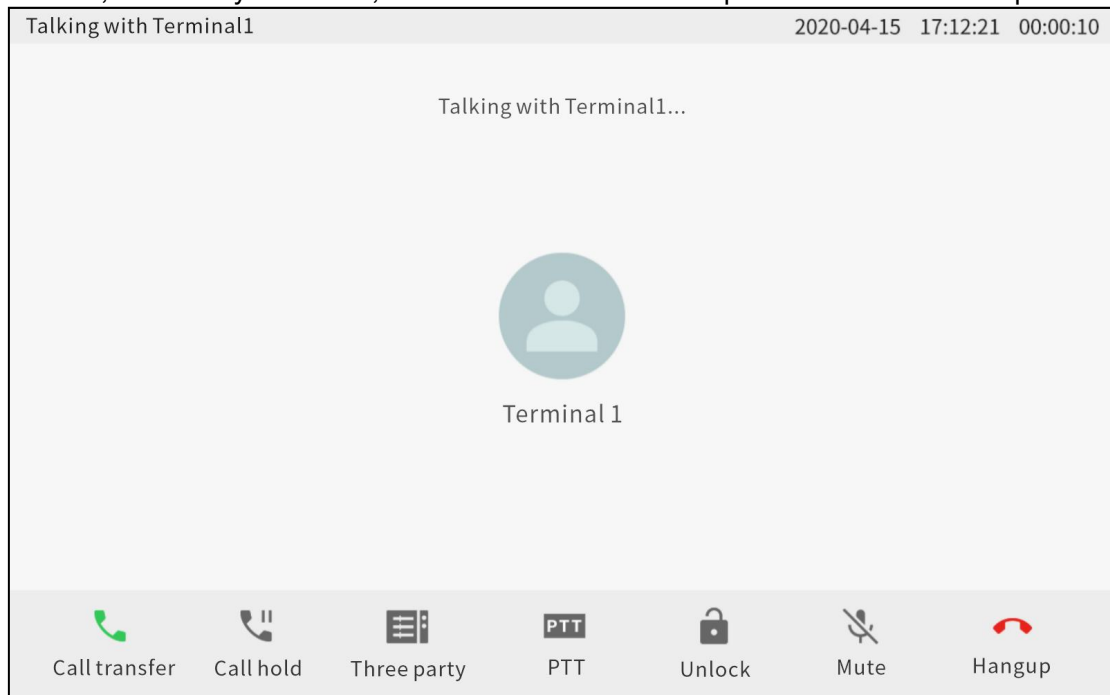 Talking with Terminal1 2020-04-15 17:12:21 00:00:10
Talking with Terminal1...
Terminal 1
PTT
Call transfer Call hold Three party PTT Unlock Mute Hangup